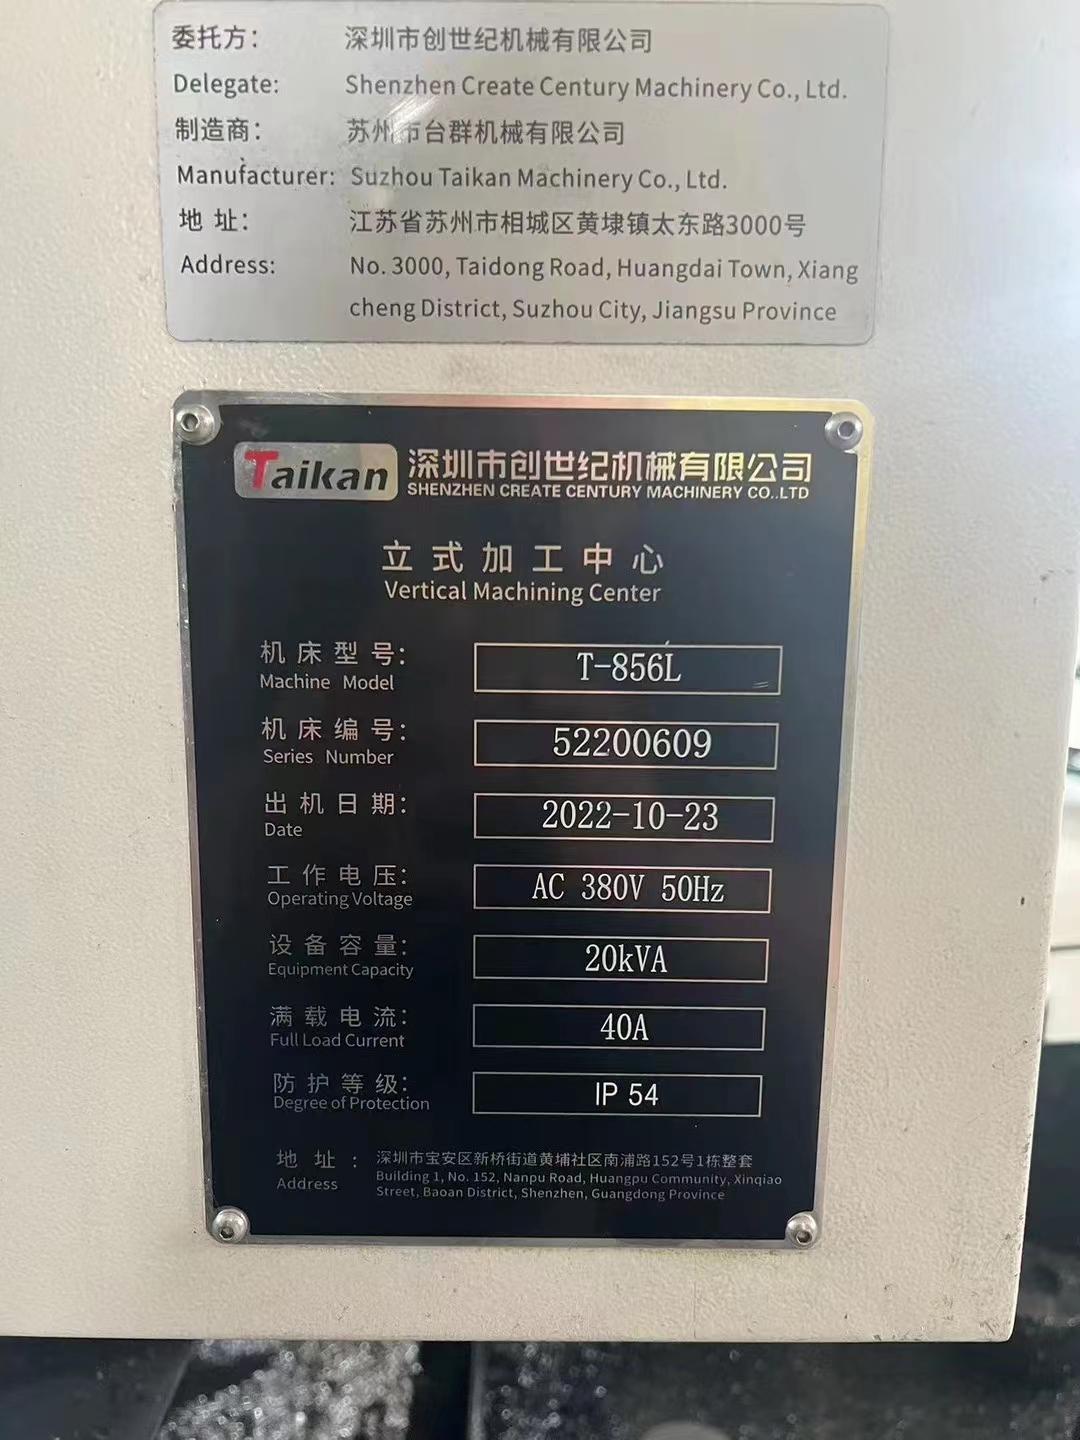 委托方： 深圳市创世纪机械有限公司
Delegate: Shenzhen Create Century Machinery Co., Ltd.
制造商： 苏州市台群机械有限公司
Manufacturer: Suzhou Taikan Machinery Co., Ltd.
地 址： 江苏省苏州市相城区黄埭镇太东路3000号
Address: No. 3000, Taidong Road, Huangdai Town, Xiang
cheng District, Suzhou City, Jiangsu Province
Taikan 深圳市创世纪机械有限公司
SHENZHEN CREATE CENTURY MACHINERY CO.,LTD
立式加工中心
Vertical Machining Center
机床型号： T-856L
Machine Model
机床编号： 52200609
Series Number
出机日期： 2022-10-23
Date
工作电压： AC 380V 50Hz
Operating Voltage
设备容量： 20kVA
Equipment Capacity
满载电流： 40A
Full Load Current
防护等级： IP 54
Degree of Protection
地 址 ： 深圳市宝安区新桥街道黄埔社区南浦路152号1栋整套
Address Building 1, No. 152, Nanpu Road, Huangpu Community, Xinqiao
Street, Baoan District, Shenzhen, Guangdong Province